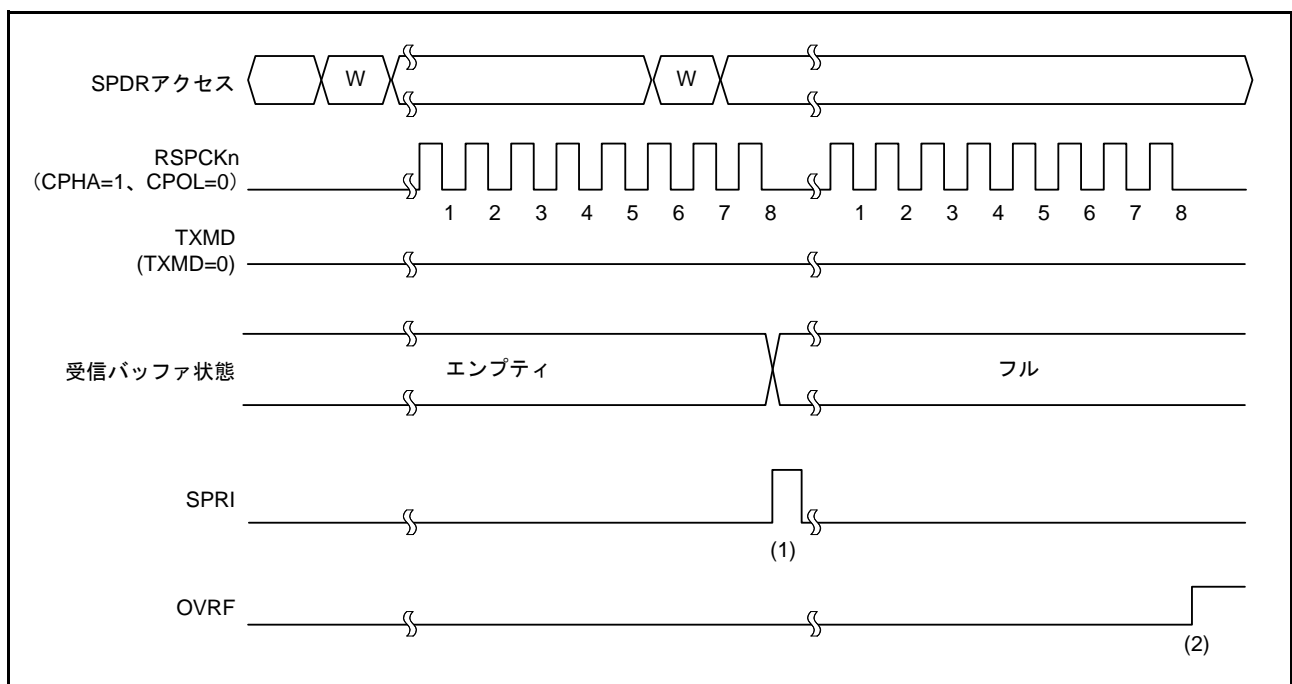 SPDRアクセス
W
W
RSPCKn
（CPHA=1、CPOL=0）
1 2 3 4 5 6 7 8
1 2 3 4 5 6 7 8
TXMD
(TXMD=0)
受信バッファ状態
エンプティ
フル
SPRI
(1)
OVRF
(2)